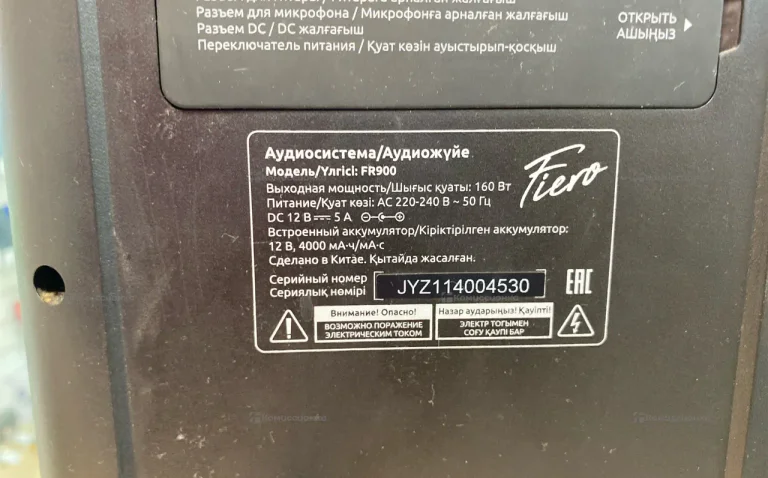 Разъем для микрофона / Микрофонға арналған жалғағыш
Разъем DC / DC жалғағыш
Переключатель питания / Қуат көзін ауыстырып-қосқыш
ОТКРЫТЬ
АШЫҢЫЗ
Аудиосистема/Аудиожүйе
Модель/Үлгісі: FR900
Fiero
Выходная мощность/Шығыс қуаты: 160 Вт
Питание/Қуат көзі: AC 220-240 В ~ 50 Гц
DC 12 В 5 А
Встроенный аккумулятор/Кіріктірілген аккумулятор:
12 В, 4000 мА·ч/мА·с
Сделано в Китае. Қытайда жасалған.
Серийный номер
Сериялық нөмірі
JYZ114004530
EAC
Внимание! Опасно!
ВОЗМОЖНО ПОРАЖЕНИЕ
ЭЛЕКТРИЧЕСКИМ ТОКОМ
Назар аударыңыз! Қауіпті!
ЭЛЕКТР ТОГЫМЕН
СОҒУ ҚАУПІ БАР